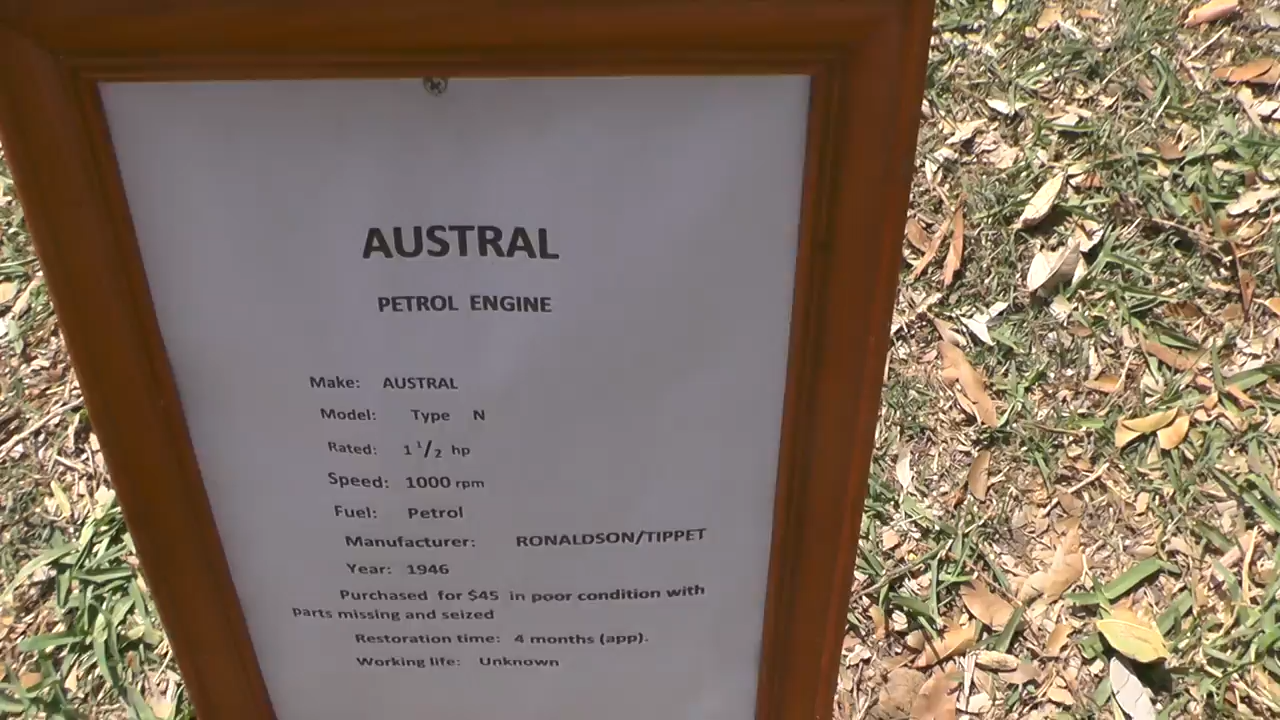 AUSTRAL
PETROL ENGINE
Make: AUSTRAL
Model: Type N
Rated: 1 1/2 hp
Speed: 1000 rpm
Fuel: Petrol
Manufacturer: RONALDSON/TIPPET
Year: 1946
Purchased for $45 in poor condition with
parts missing and seized
Restoration time: 4 months (app).
Working life: Unknown